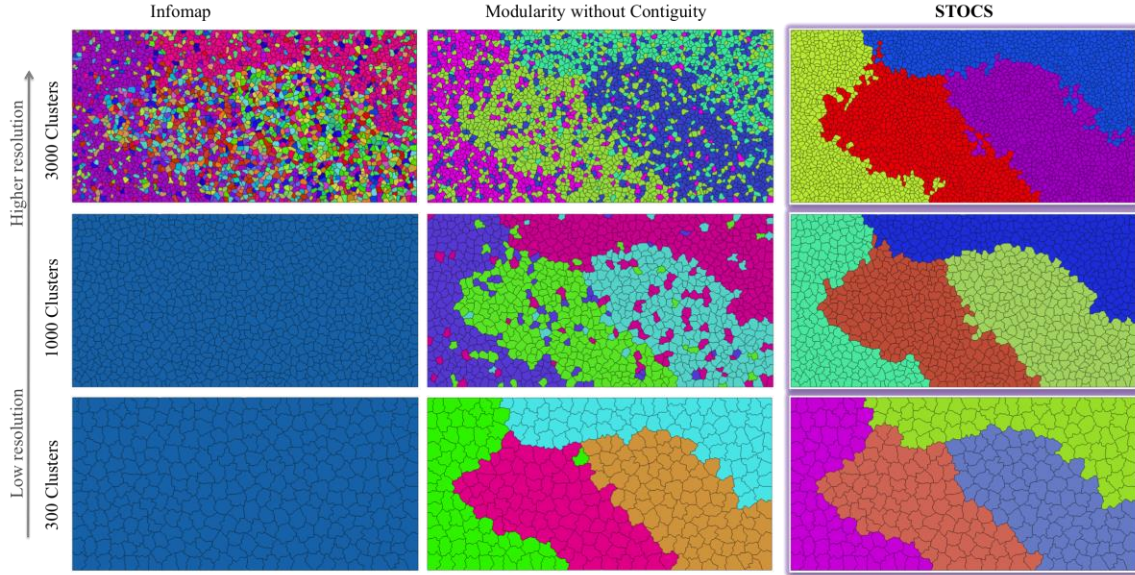 Infomap
Modularity without Contiguity
STOCS
Higher resolution
Low resolution
3000 Clusters
1000 Clusters
300 Clusters